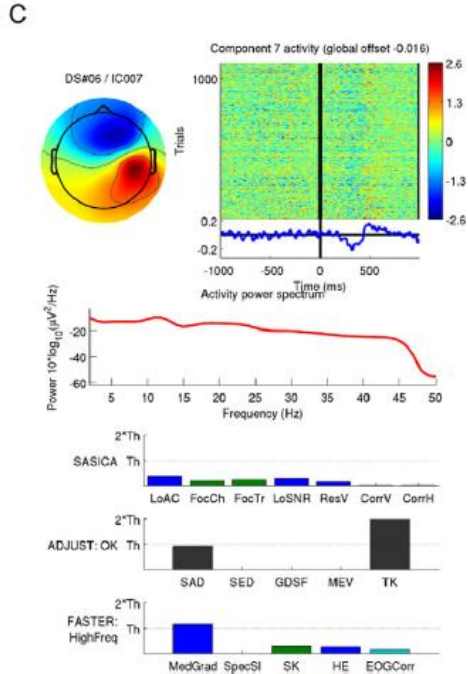 C
DS#06 / IC007
Component 7 activity (global offset -0.016)
Trials
1000
2.6
1.3
0
-1.3
-2.6
0.2
-0.2
-1000 -500 0 500
Time (ms)
Activity power spectrum
Power 10*log10(μV²/Hz)
-20
-40
-60
5 10 15 20 25 30 35 40 45 50
Frequency (Hz)
SASICA
2*Th
Th
LoAC FocCh FocTr LoSNR ResV CorrV CorrH
ADJUST: OK
2*Th
Th
SAD SED GDSF MEV TK
FASTER:
HighFreq
2*Th
Th
MedGrad SpecSl SK HE EOGCorr